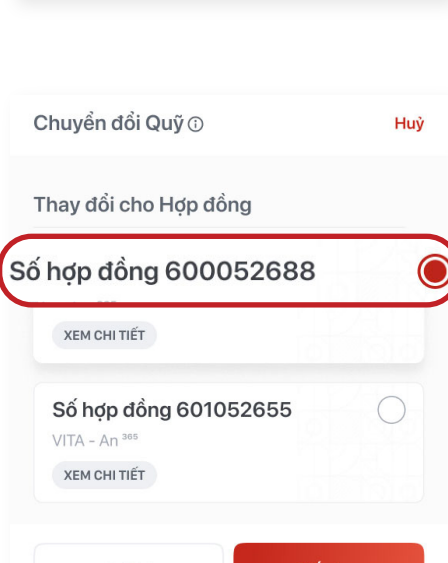 Chuyển đổi Quỹ
Huỷ
Thay đổi cho Hợp đồng
Số hợp đồng 600052688
XEM CHI TIẾT
Số hợp đồng 601052655
VITA - An 365
XEM CHI TIẾT